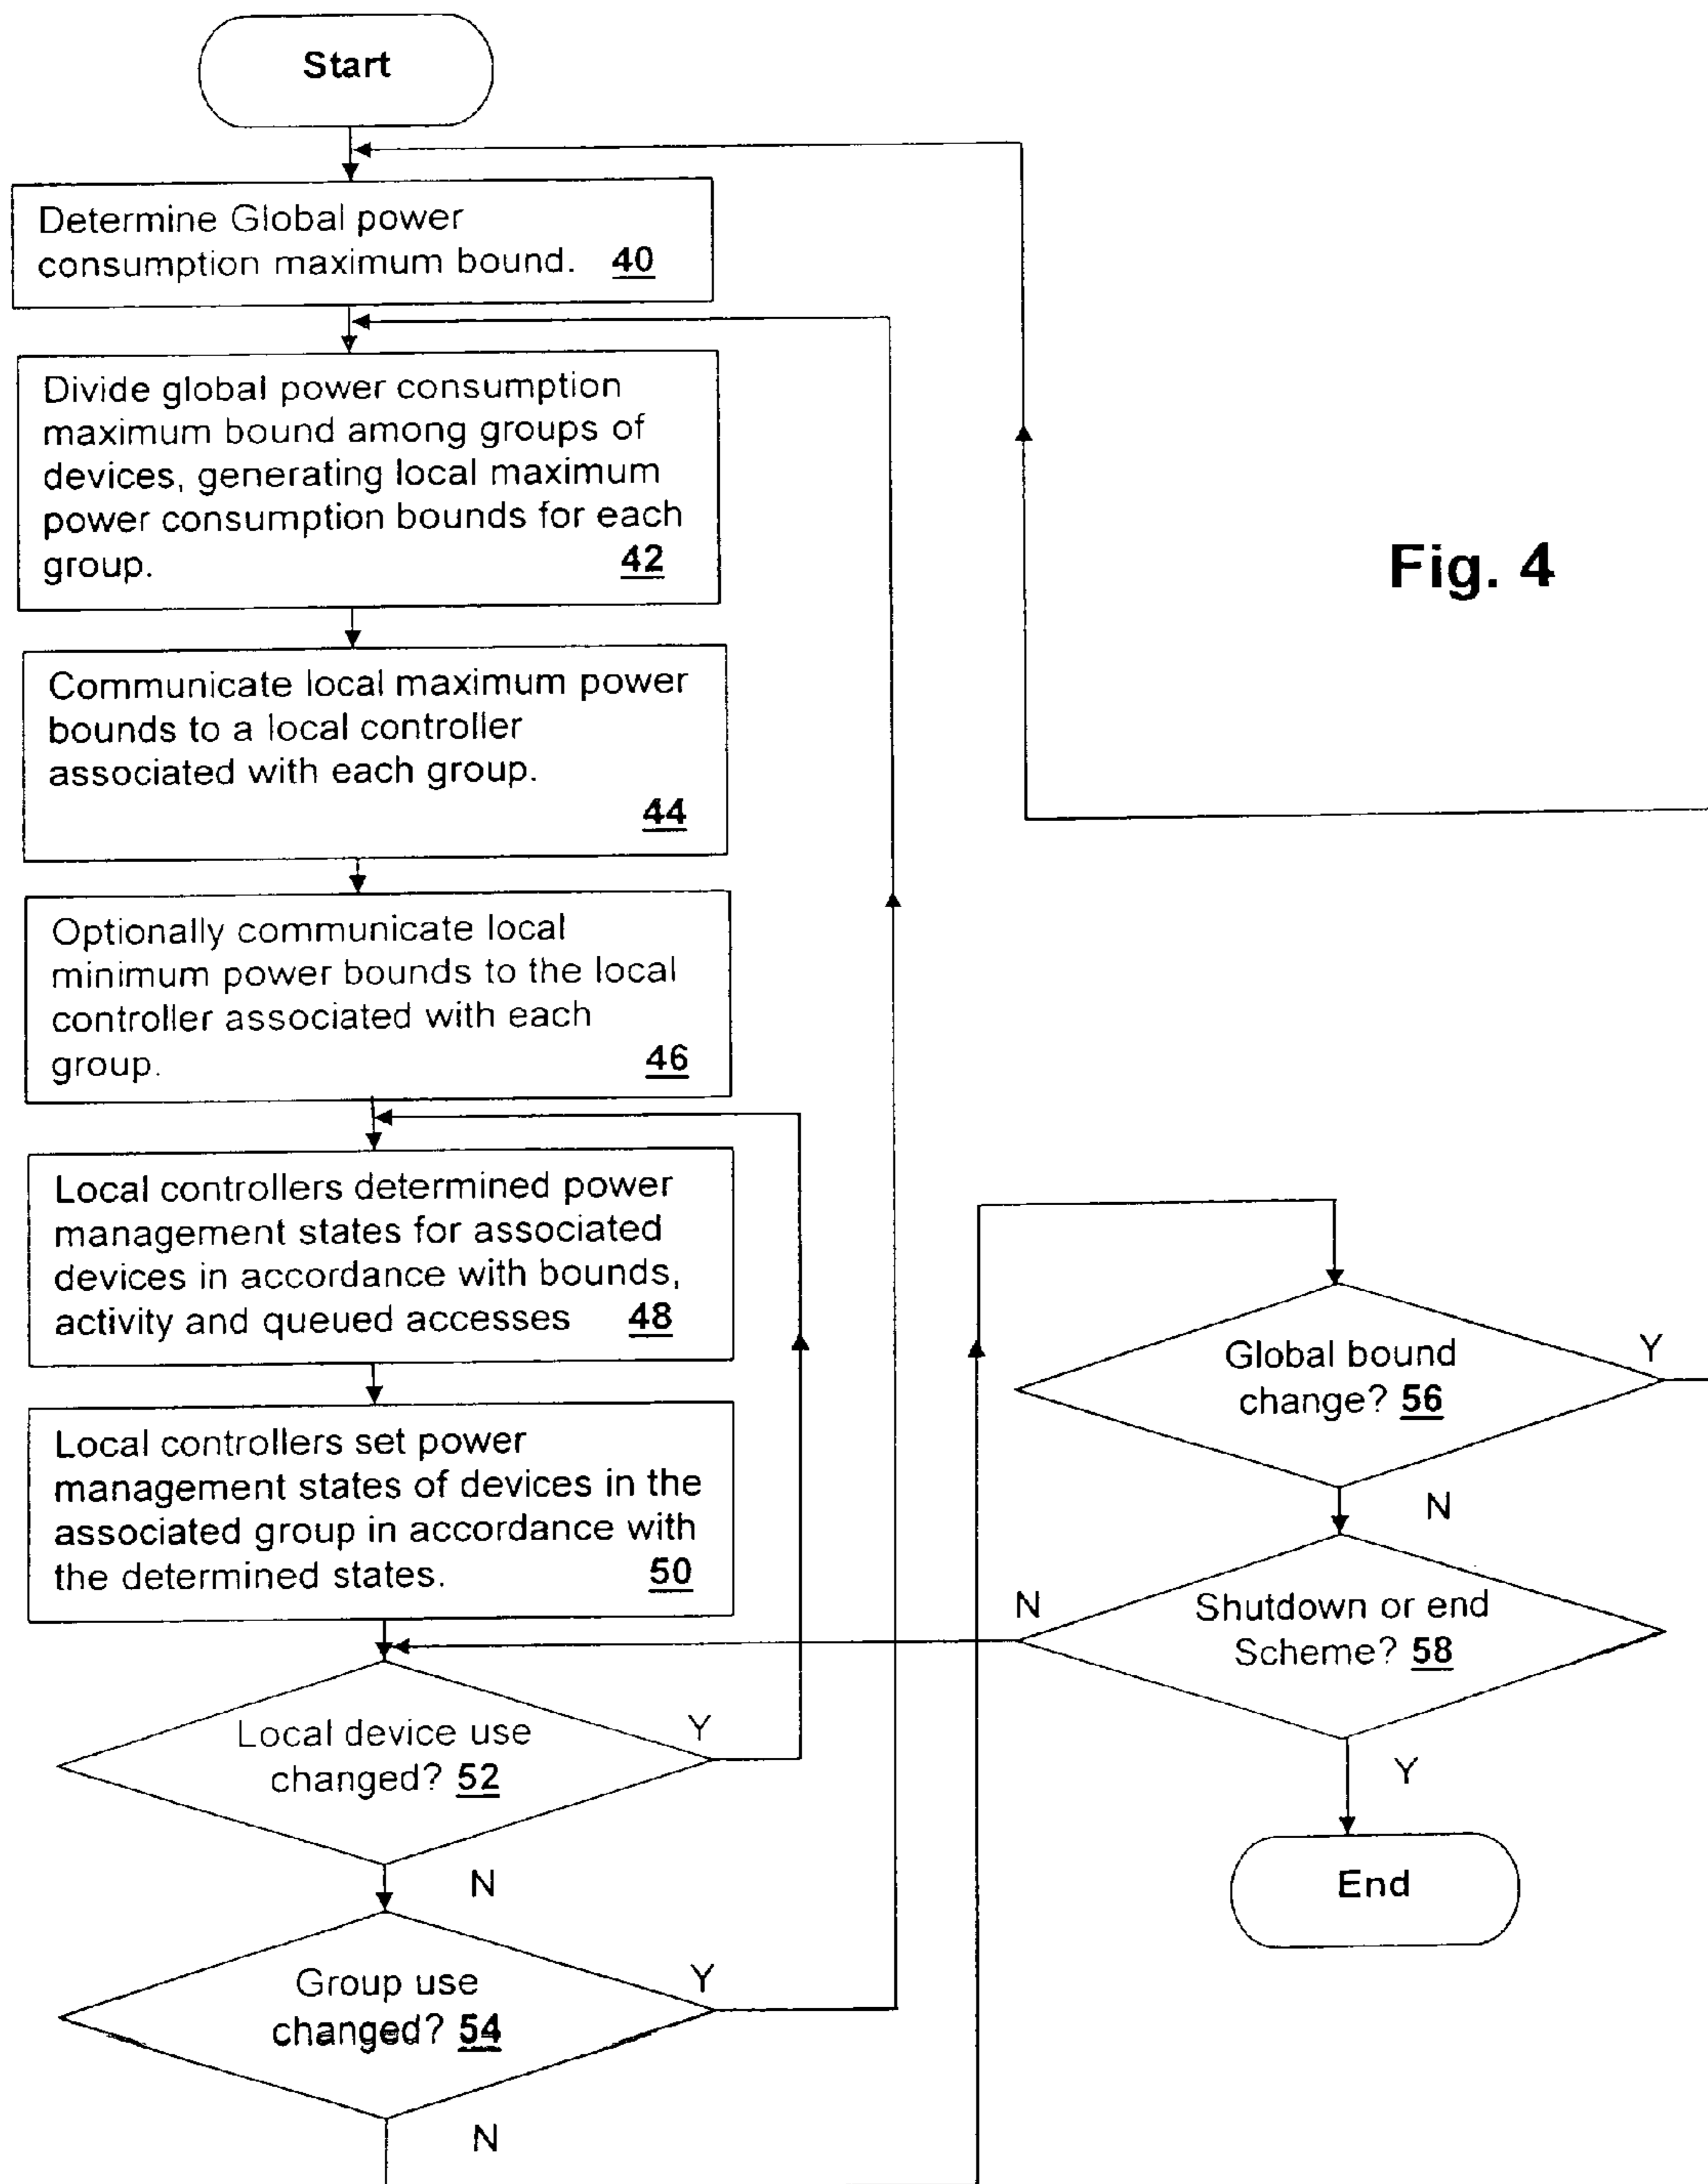 Start
Determine Global power
consumption maximum bound. 40
Divide global power consumption
maximum bound among groups of
devices, generating local maximum
power consumption bounds for each
group. 42
Fig. 4
Communicate local maximum power
bounds to a local controller
associated with each group.
44
Optionally communicate local
minimum power bounds to the local
controller associated with each
group. 46
Local controllers determined power
management states for associated
devices in accordance with bounds,
activity and queued accesses 48
Local controllers set power
management states of devices in the
associated group in accordance with
the determined states. 50
Local device use
changed? 52
Y
N
Group use
changed? 54
Y
N
Global bound
change? 56
Y
N
Shutdown or end
Scheme? 58
N
Y
End